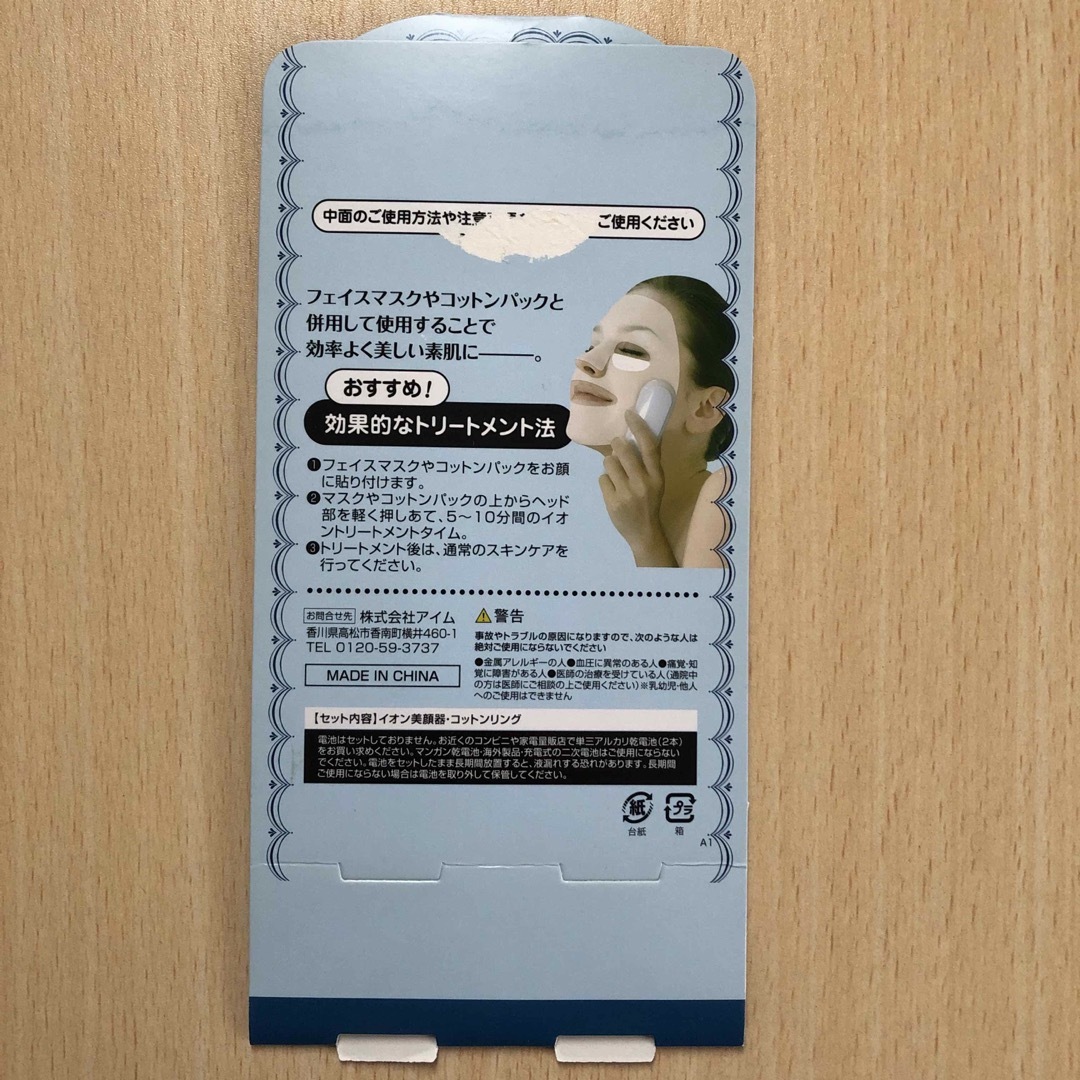 中面のご使用方法や注意 ご使用ください
フェイスマスクやコットンパックと
併用して使用することで
効率よく美しい素肌に―――。
おすすめ!
効果的なトリートメント法
❶フェイスマスクやコットンパックをお顔
に貼り付けます。
❷マスクやコットンパックの上からヘッド
部を軽く押しあて、5〜10分間のイオ
ントリートメントタイム。
❸トリートメント後は、通常のスキンケアを
行ってください。
お問合せ先 株式会社アイム
香川県高松市香南町横井460-1
TEL 0120-59-3737
MADE IN CHINA
⚠警告
事故やトラブルの原因になりますので、次のような人は
絶対ご使用にならないでください
●金属アレルギーの人●血圧に異常のある人●痛覚・知
覚に障害がある人●医師の治療を受けている人(通院中
の方は医師にご相談の上ご使用ください)※乳幼児・他人
へのご使用はできません
【セット内容】イオン美顔器・コットンリング
電池はセットしておりません。お近くのコンビニや家電量販店で単三アルカリ乾電池(2本)
をお買い求めください。マンガン乾電池・海外製品・充電式の二次電池はご使用にならない
でください。電池をセットしたまま長期間放置すると、液漏れする恐れがあります。長期間
ご使用にならない場合は電池を取り外して保管してください。
紙 プラ
台紙 箱
A1